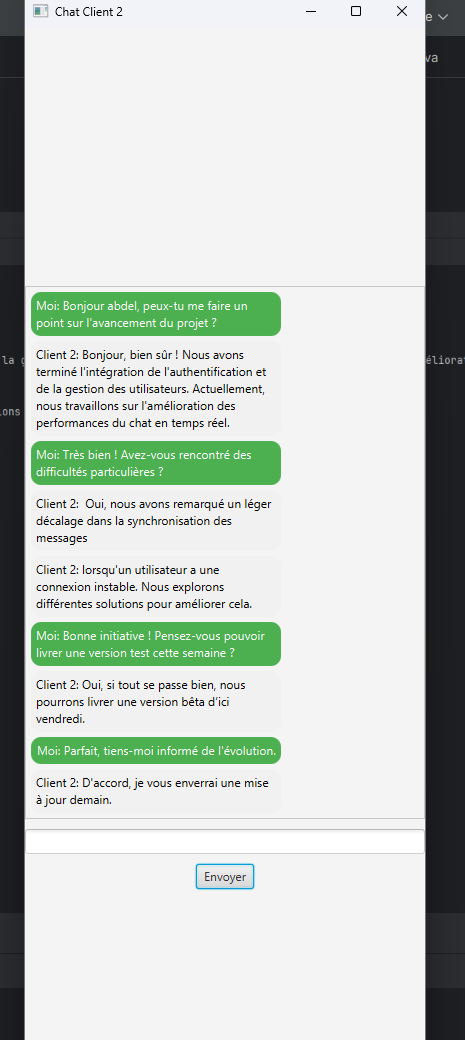 Chat Client 2
e
va
Moi: Bonjour abdel, peux-tu me faire un
point sur l'avancement du projet ?
Client 2: Bonjour, bien sûr ! Nous avons
la g
éliorat
terminé l'intégration de l'authentification et
de la gestion des utilisateurs. Actuellement,
nous travaillons sur l'amélioration des
ions
performances du chat en temps réel.
Moi: Très bien ! Avez-vous rencontré des
difficultés particulières ?
Client 2:  Oui, nous avons remarqué un léger
décalage dans la synchronisation des
messages
Client 2: lorsqu'un utilisateur a une
connexion instable. Nous explorons
différentes solutions pour améliorer cela.
Moi: Bonne initiative ! Pensez-vous pouvoir
livrer une version test cette semaine ?
Client 2: Oui, si tout se passe bien, nous
pourrons livrer une version bêta d'ici
vendredi.
Moi: Parfait, tiens-moi informé de l'évolution.
Client 2: D'accord, je vous enverrai une mise
à jour demain.
Envoyer